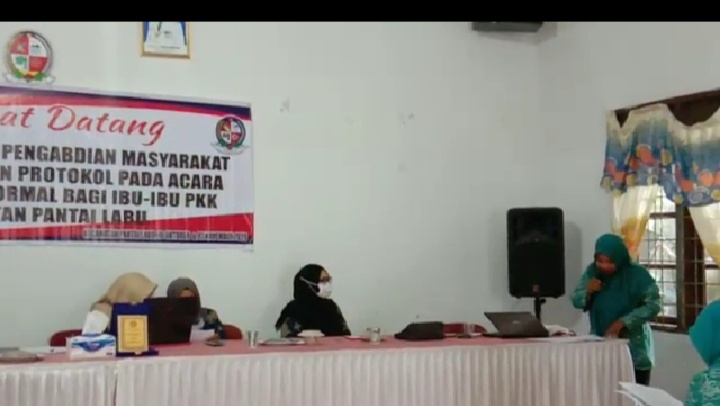 at Datang
PENGABDIAN MASYARAKAT
N PROTOKOL PADA ACARA
ORMAL BAGI IBU-IBU PKK
TAN PANTAI LABU